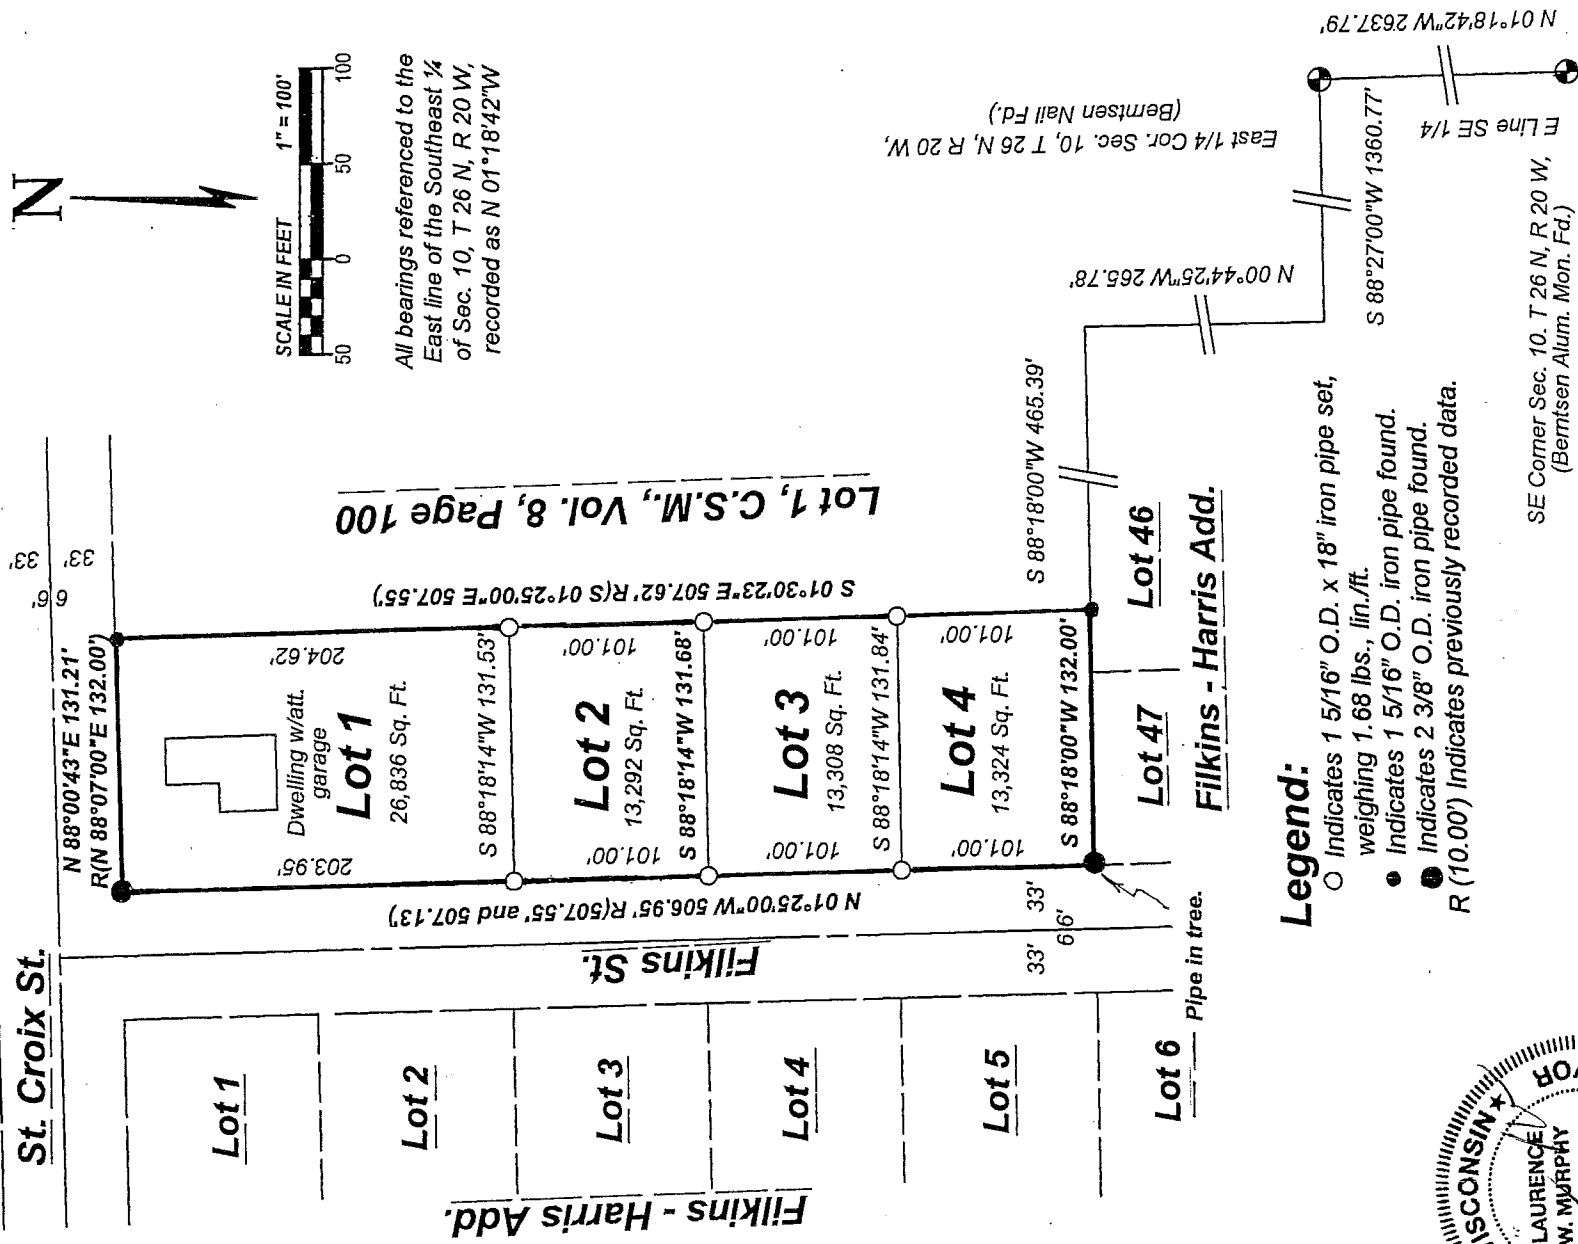 N
SCALE IN FEET 1" = 100'
50 0 50 100
All bearings referenced to the
East line of the Southeast ¼
of Sec. 10, T 26 N, R 20 W,
recorded as N 01°18'42"W
St. Croix St.
33'
33'
66'
N 88°00'43"E 131.21'
R(N 88°07'00"E 132.00')
Dwelling w/att.
garage
Lot 1
26,836 Sq. Ft.
203.95'
204.62'
S 88°18'14"W 131.53'
Lot 2
13,292 Sq. Ft.
101.00'
101.00'
S 88°18'14"W 131.68'
Lot 3
13,308 Sq. Ft.
101.00'
101.00'
S 88°18'14"W 131.84'
Lot 4
13,324 Sq. Ft.
101.00'
101.00'
S 88°18'00"W 132.00'
N 01°25'00"W 506.95' R(507.55' and 507.13')
S 01°30'23"E 507.62' R(S 01°25'00"E 507.55')
Lot 1, C.S.M., Vol. 8, Page 100
Filkins St.
33' 33'
66'
Lot 1
Lot 2
Lot 3
Lot 4
Lot 5
Lot 6
Filkins - Harris Add.
Pipe in tree.
Lot 47
Lot 46
Filkins - Harris Add.
S 88°18'00"W 465.39'
N 00°44'25"W 265.78'
S 88°27'00"W 1360.77'
East 1/4 Cor. Sec. 10, T 26 N, R 20 W,
(Berntsen Nail Fd.)
N 01°18'42"W 2637.79'
E Line SE 1/4
SE Corner Sec. 10. T 26 N, R 20 W,
(Berntsen Alum. Mon. Fd.)
Legend:
Indicates 1 5/16" O.D. x 18" iron pipe set,
weighing 1.68 lbs., lin./ft.
Indicates 1 5/16" O.D. iron pipe found.
Indicates 2 3/8" O.D. iron pipe found.
R (10.00') Indicates previously recorded data.
ISCONSIN
LAURENCE
W. MURPHY